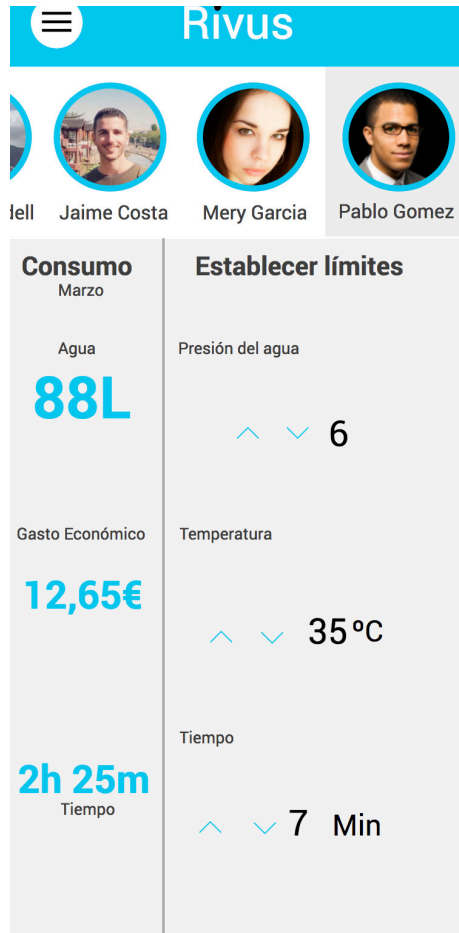 Rivus
dell Jaime Costa Mery Garcia Pablo Gomez
Consumo
Marzo
Agua
88L
Gasto Económico
12,65€
2h 25m
Tiempo
Establecer límites
Presión del agua
6
Temperatura
35 ºC
Tiempo
7 Min